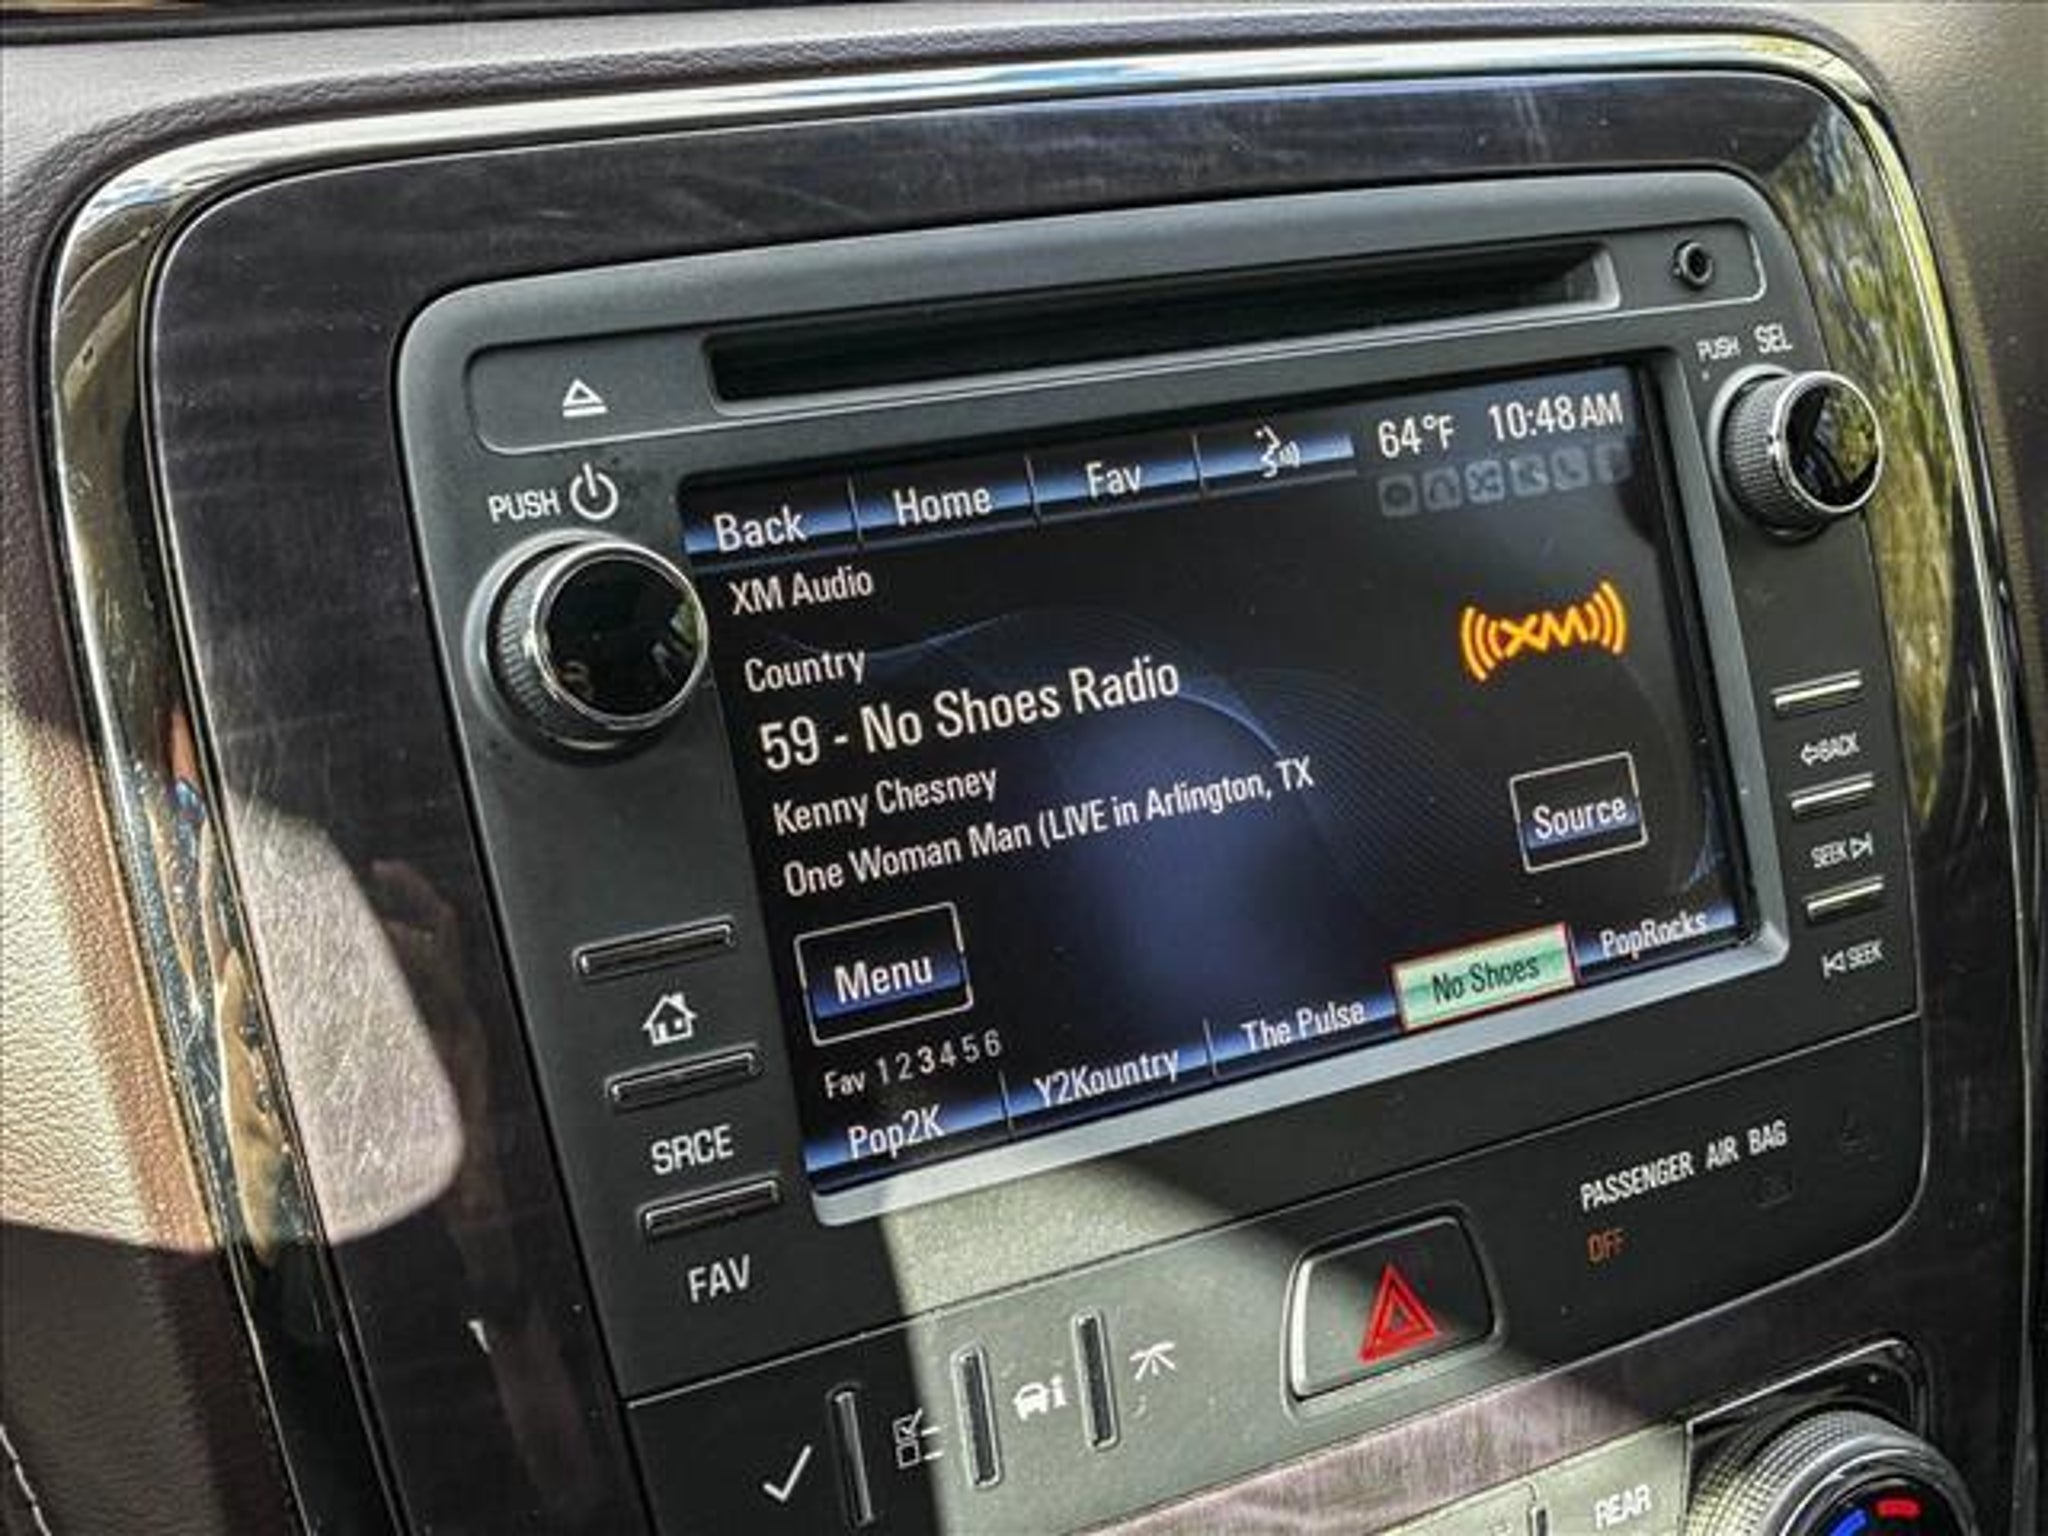 PUSH
PUSH SEL
Back Home Fav 64°F 10:48 AM
XM Audio
XM
Country
59 - No Shoes Radio
Kenny Chesney
One Woman Man (LIVE in Arlington, TX
Source
Menu
Fav 1 2 3 4 5 6
Pop2K Y2Kountry The Pulse No Shoes PopRocks
BACK
SEEK
SEEK
SRCE
FAV
PASSENGER AIR BAG
OFF
REAR